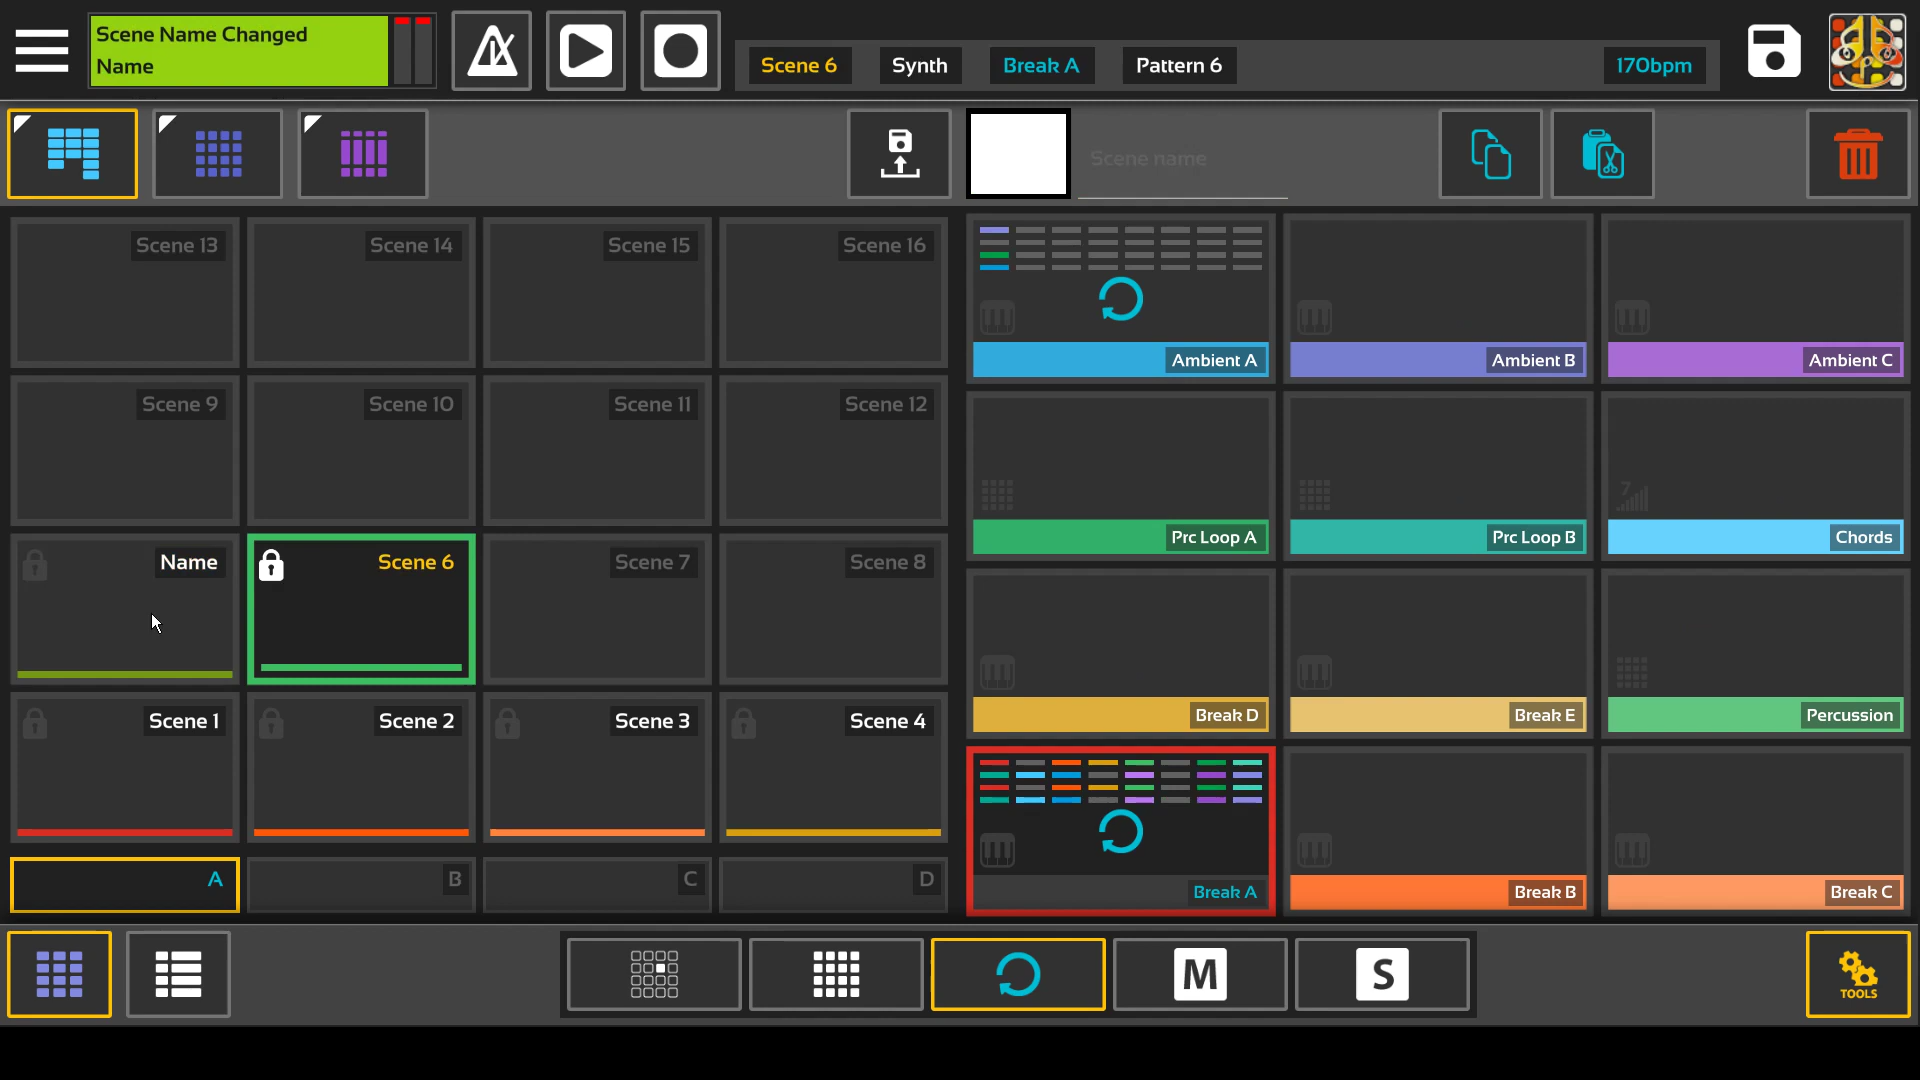 Scene Name Changed
Name
Scene 6
Synth
Break A
Pattern 6
170bpm
Scene name
Scene 13
Scene 14
Scene 15
Scene 16
Scene 9
Scene 10
Scene 11
Scene 12
Name
Scene 6
Scene 7
Scene 8
Scene 1
Scene 2
Scene 3
Scene 4
A
B
C
D
Ambient A
Ambient B
Ambient C
Prc Loop A
Prc Loop B
7
Chords
Break D
Break E
Percussion
Break A
Break B
Break C
M
S
TOOLS